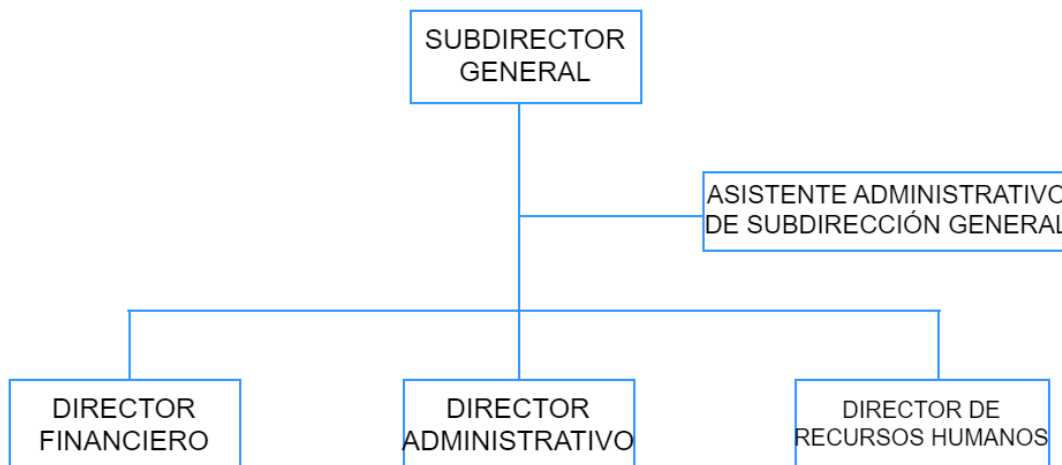 SUBDIRECTOR
GENERAL
ASISTENTE ADMINISTRATIVO
DE SUBDIRECCIÓN GENERAL
DIRECTOR
FINANCIERO
DIRECTOR
ADMINISTRATIVO
DIRECTOR DE
RECURSOS HUMANOS